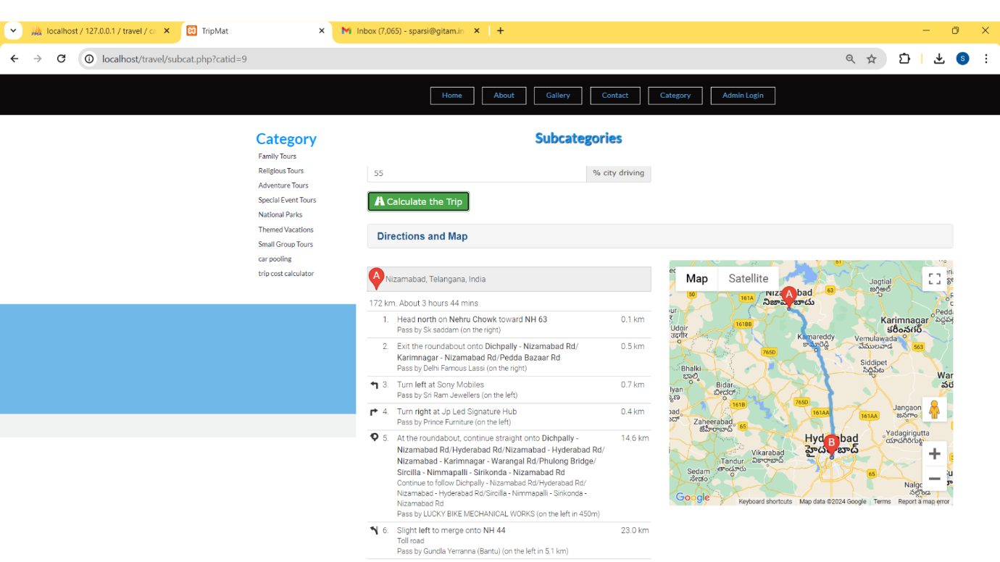 localhost / 127.0.0.1 / travel / ca
TripMat
Inbox (7,065) - sparsi@gitam.in
localhost/travel/subcat.php?catid=9
S
Home
About
Gallery
Contact
Category
Admin Login
Category
Family Tours
Religious Tours
Adventure Tours
Special Event Tours
National Parks
Themed Vacations
Small Group Tours
car pooling
trip cost calculator
Subcategories
55
% city driving
Calculate the Trip
Directions and Map
A
Nizamabad, Telangana, India
172 km. About 3 hours 44 mins
1. Head north on Nehru Chowk toward NH 63 0.1 km
Pass by Sk saddam (on the right)
2. Exit the roundabout onto Dichpally - Nizamabad Rd/ 0.5 km
Karimnagar - Nizamabad Rd/Pedda Bazaar Rd
Pass by Delhi Famous Lassi (on the right)
3. Turn left at Sony Mobiles 0.7 km
Pass by Sri Ram Jewellers (on the left)
4. Turn right at Jp Led Signature Hub 0.4 km
Pass by Prince Furniture (on the left)
5. At the roundabout, continue straight onto Dichpally - 14.6 km
Nizamabad Rd/Hyderabad Rd/Nizamabad - Hyderabad Rd/
Nizamabad - Karimnagar - Warangal Rd/Phulong Bridge/
Sircilla - Nimmapalli - Sirikonda - Nizamabad Rd
Continue to follow Dichpally - Nizamabad Rd/Hyderabad Rd/
Nizamabad - Hyderabad Rd/Sircilla - Nimmapalli - Sirikonda -
Nizamabad Rd
Pass by LUCKY BIKE MECHANICAL WORKS (on the left in 450m)
6. Slight left to merge onto NH 44 23.0 km
Toll road
Pass by Gundla Yerranna (Bantu) (on the left in 5.1 km)
Map
Satellite
61
Jagtial
జగిత్యాల్
50
161A
63
A
Karimnagar
కరీంనగర్
161BB
Udgir
Kamareddy
కామారెడ్డి
Vemulawada
వేములవాడ
563
765D
Siddipet
సిద్దిపేట
Bhalki
ಭಾಲ್ಕಿ
Bidar
ಬೀದರ್
765D
161B
161AA
161AA
Jangaon
జనగాం
Zaheerabad
జహీరాబాద్
65
Yadagirigutta
యాదగిరిగుట్ట
B
Vikarabad
వికారాబాద్
Tandur
తాండూరు
Sedam
ಸೇಡಂ
65
Google
Keyboard shortcuts
Map data ©2024 Google
Terms
Report a map error